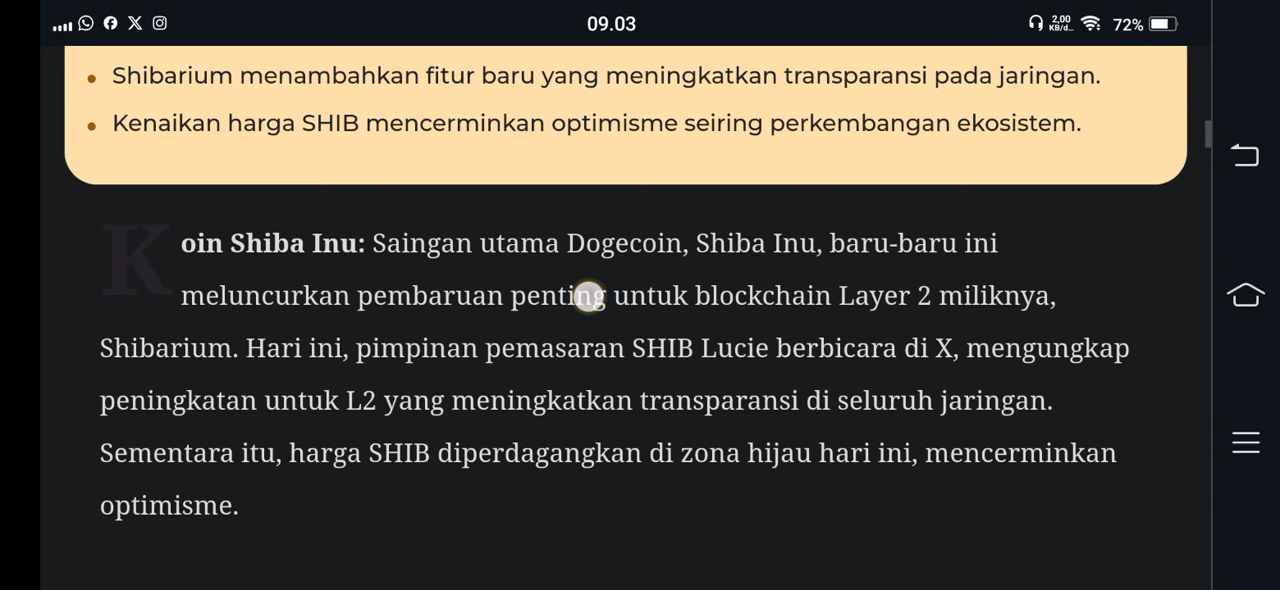 09.03
2,00
KB/d...
72%
• Shibarium menambahkan fitur baru yang meningkatkan transparansi pada jaringan.
• Kenaikan harga SHIB mencerminkan optimisme seiring perkembangan ekosistem.
Koin Shiba Inu: Saingan utama Dogecoin, Shiba Inu, baru-baru ini
meluncurkan pembaruan penting untuk blockchain Layer 2 miliknya,
Shibarium. Hari ini, pimpinan pemasaran SHIB Lucie berbicara di X, mengungkap
peningkatan untuk L2 yang meningkatkan transparansi di seluruh jaringan.
Sementara itu, harga SHIB diperdagangkan di zona hijau hari ini, mencerminkan
optimisme.